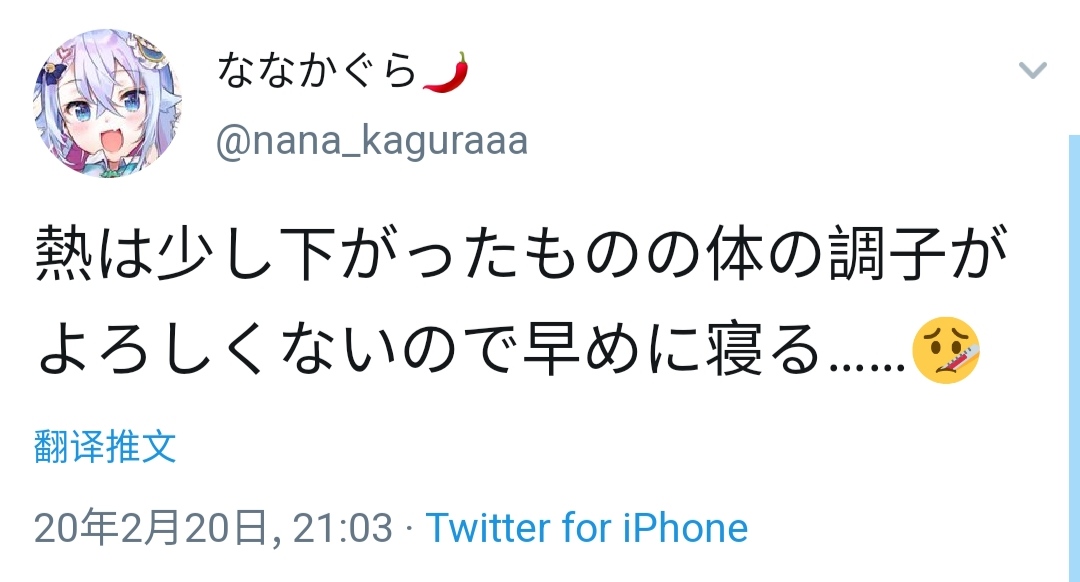 ななかぐら🌶️
@nana_kaguraaa
熱は少し下がったものの体の調子が
よろしくないので早めに寝る……🤒
翻译推文
20年2月20日, 21:03 · Twitter for iPhone